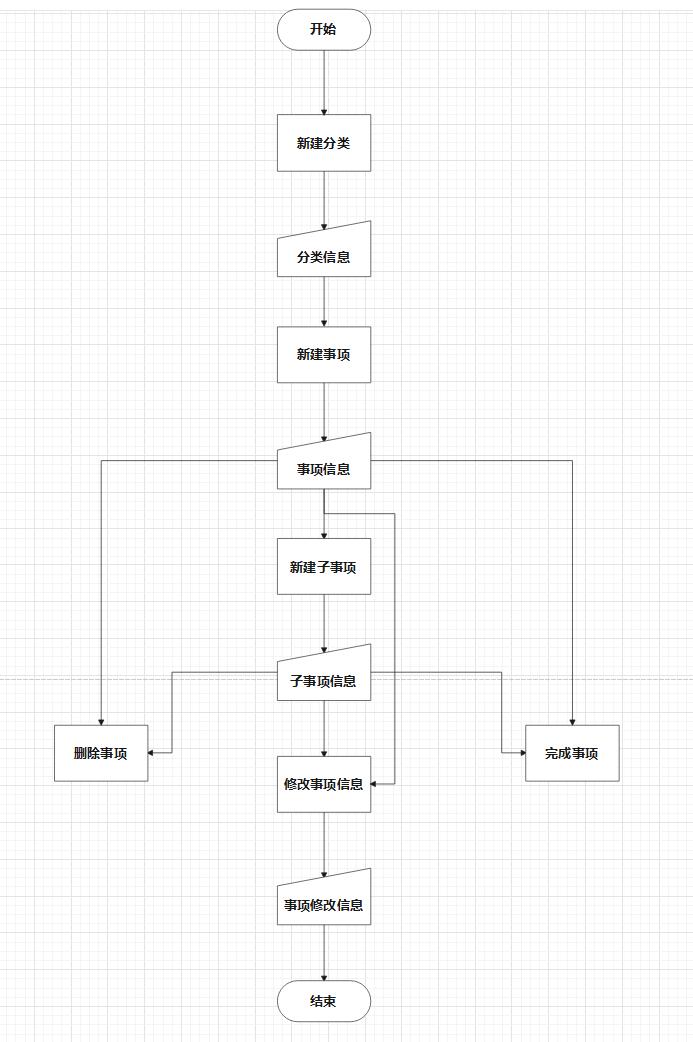 开始
新建分类
分类信息
新建事项
事项信息
新建子事项
子事项信息
删除事项
完成事项
修改事项信息
事项修改信息
结束